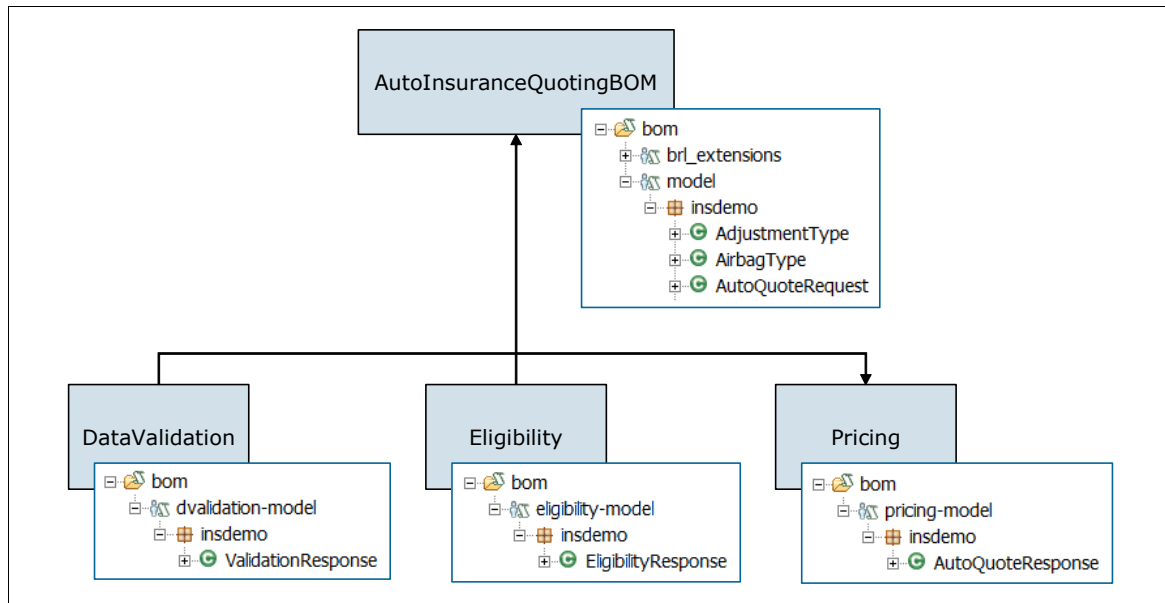 AutoInsuranceQuotingBOM
bom
brl_extensions
model
insdemo
AdjustmentType
AirbagType
AutoQuoteRequest
DataValidation
bom
dvalidation-model
insdemo
ValidationResponse
Eligibility
bom
eligibility-model
insdemo
EligibilityResponse
Pricing
bom
pricing-model
insdemo
AutoQuoteResponse